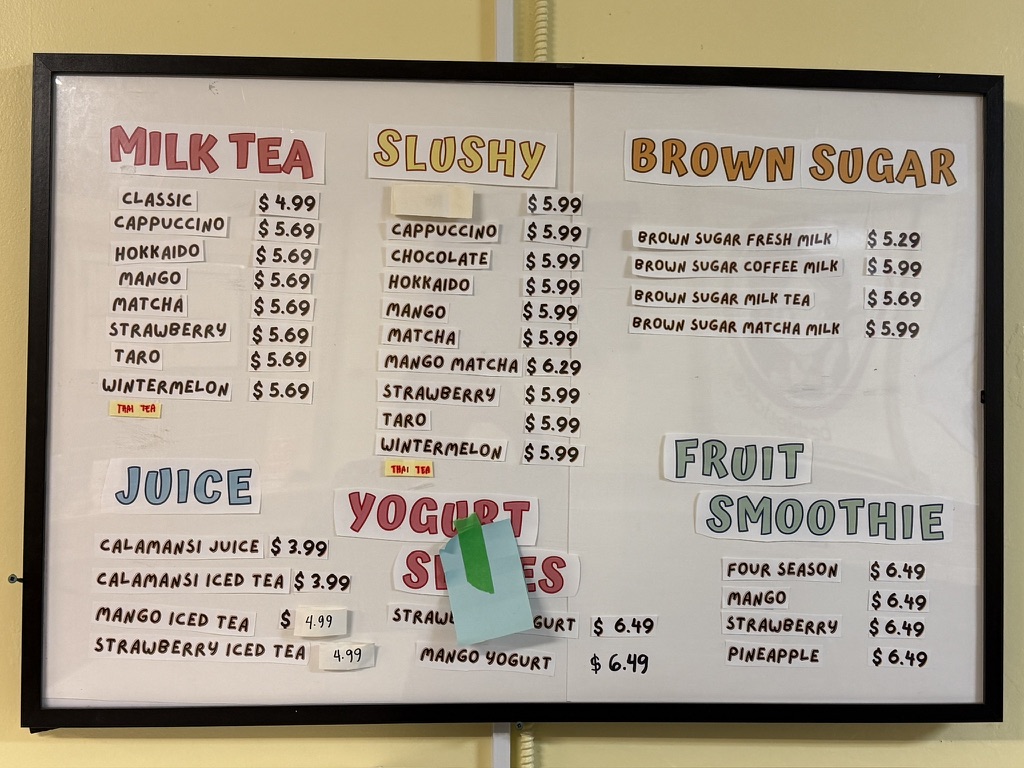 MILK TEA
CLASSIC $ 4.99
CAPPUCCINO $ 5.69
HOKKAIDO $ 5.69
MANGO $ 5.69
MATCHA $ 5.69
STRAWBERRY $ 5.69
TARO $ 5.69
WINTERMELON $ 5.69
THAI TEA
SLUSHY
$ 5.99
CAPPUCCINO $ 5.99
CHOCOLATE $ 5.99
HOKKAIDO $ 5.99
MANGO $ 5.99
MATCHA $ 5.99
MANGO MATCHA $ 6.29
STRAWBERRY $ 5.99
TARO $ 5.99
WINTERMELON $ 5.99
THAI TEA
BROWN SUGAR
BROWN SUGAR FRESH MILK $ 5.29
BROWN SUGAR COFFEE MILK $ 5.99
BROWN SUGAR MILK TEA $ 5.69
BROWN SUGAR MATCHA MILK $ 5.99
JUICE
CALAMANSI JUICE $ 3.99
CALAMANSI ICED TEA $ 3.99
MANGO ICED TEA $ 4.99
STRAWBERRY ICED TEA 4.99
YOGURT
$ 6.49
MANGO YOGURT $ 6.49
FRUIT
SMOOTHIE
FOUR SEASON $ 6.49
MANGO $ 6.49
STRAWBERRY $ 6.49
PINEAPPLE $ 6.49